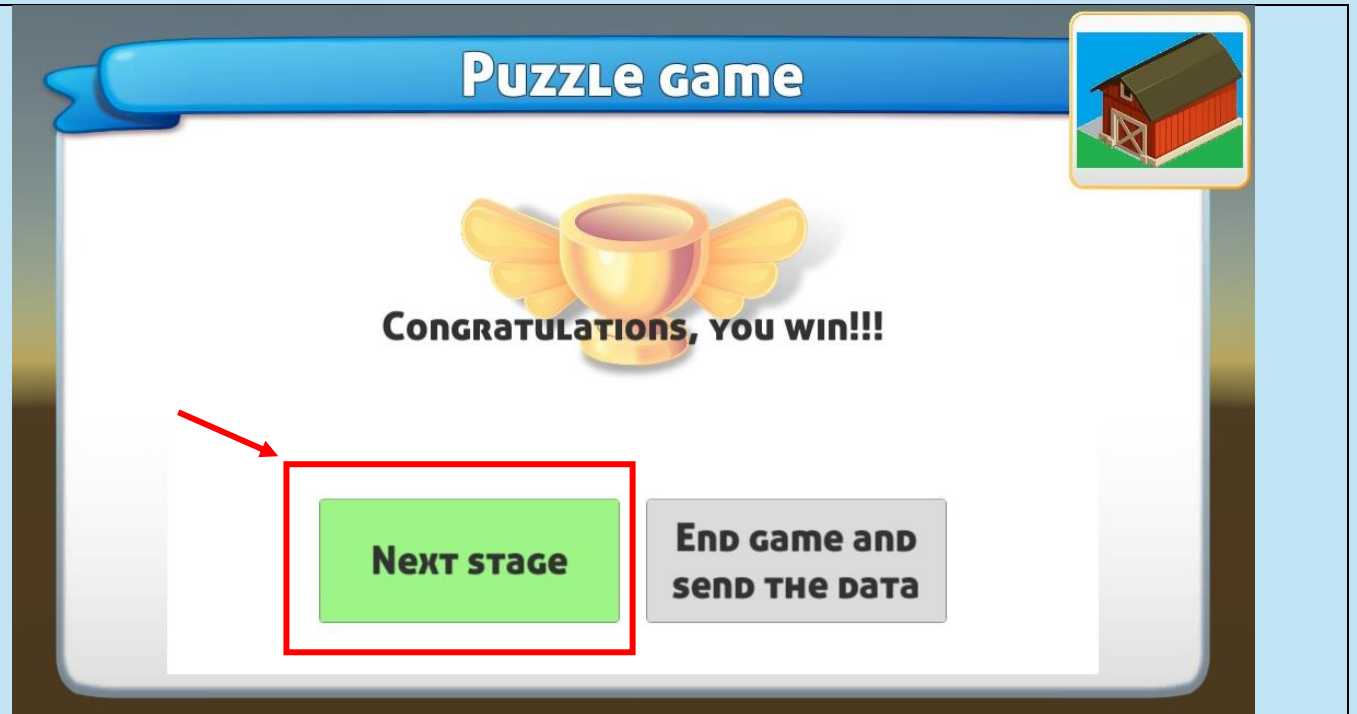 Puzzle game
Congratulations, you win!!!
Next stage
End game and
send the data